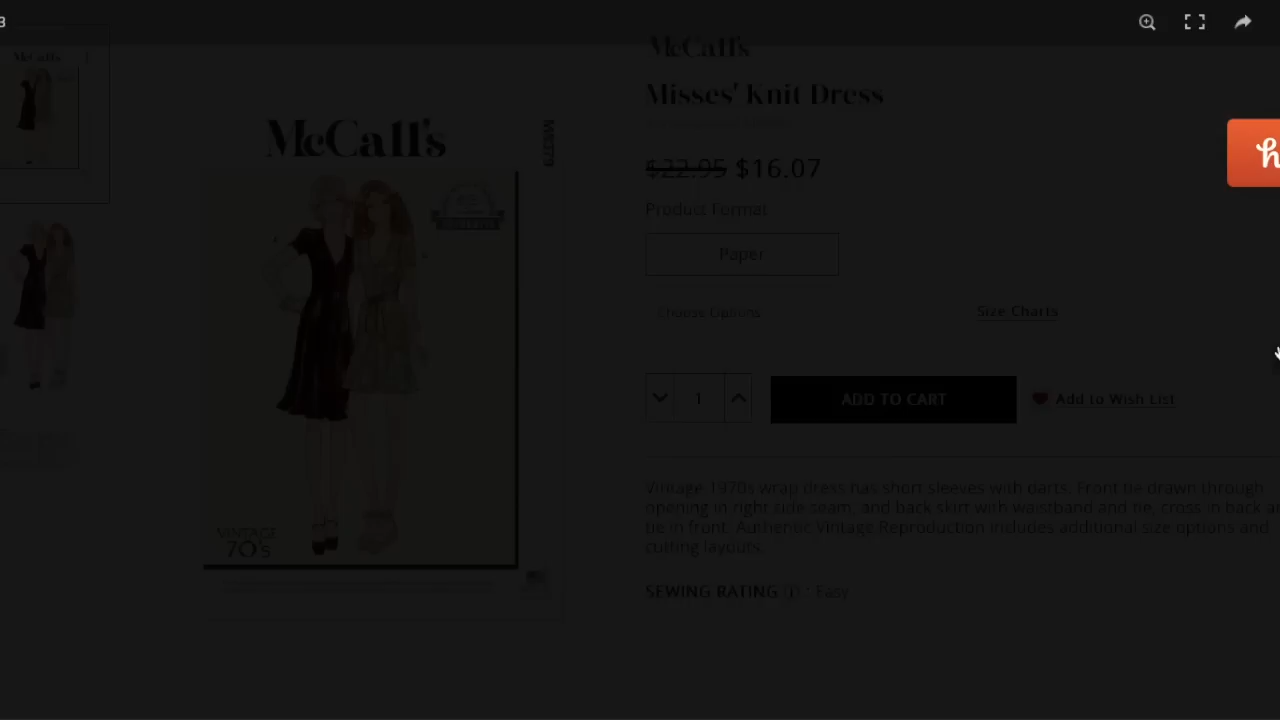 3
McCall's
McCall's
Misses' Knit Dress
McCall's
M8379
$22.95 $16.07
Product Format
Paper
Choose Options
Size Charts
1
ADD TO CART
Add to Wish List
Vintage 1970s wrap dress has short sleeves with darts. Front tie drawn through
opening in right side seam, and back skirt with waistband and tie, cross in back a
tie in front. Authentic Vintage Reproduction includes additional size options and
cutting layouts.
VINTAGE
70's
SEWING RATING : Easy
h